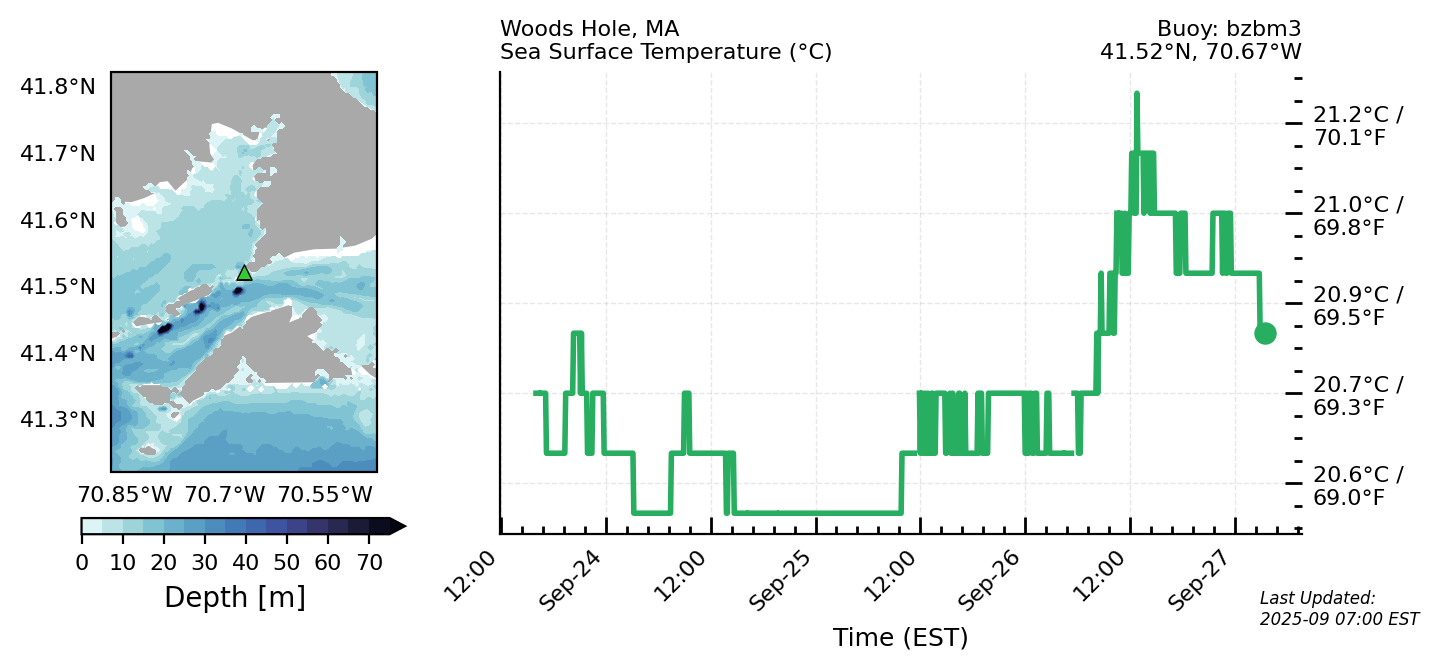 Woods Hole, MA
Sea Surface Temperature (°C)
Buoy: bzbm3
41.52°N, 70.67°W
41.8°N
41.7°N
41.6°N
41.5°N
41.4°N
41.3°N
70.85°W 70.7°W 70.55°W
0 10 20 30 40 50 60 70
Depth [m]
21.2°C /
70.1°F
21.0°C /
69.8°F
20.9°C /
69.5°F
20.7°C /
69.3°F
20.6°C /
69.0°F
12:00 Sep-24 12:00 Sep-25 12:00 Sep-26 12:00 Sep-27
Time (EST)
Last Updated:
2025-09 07:00 EST